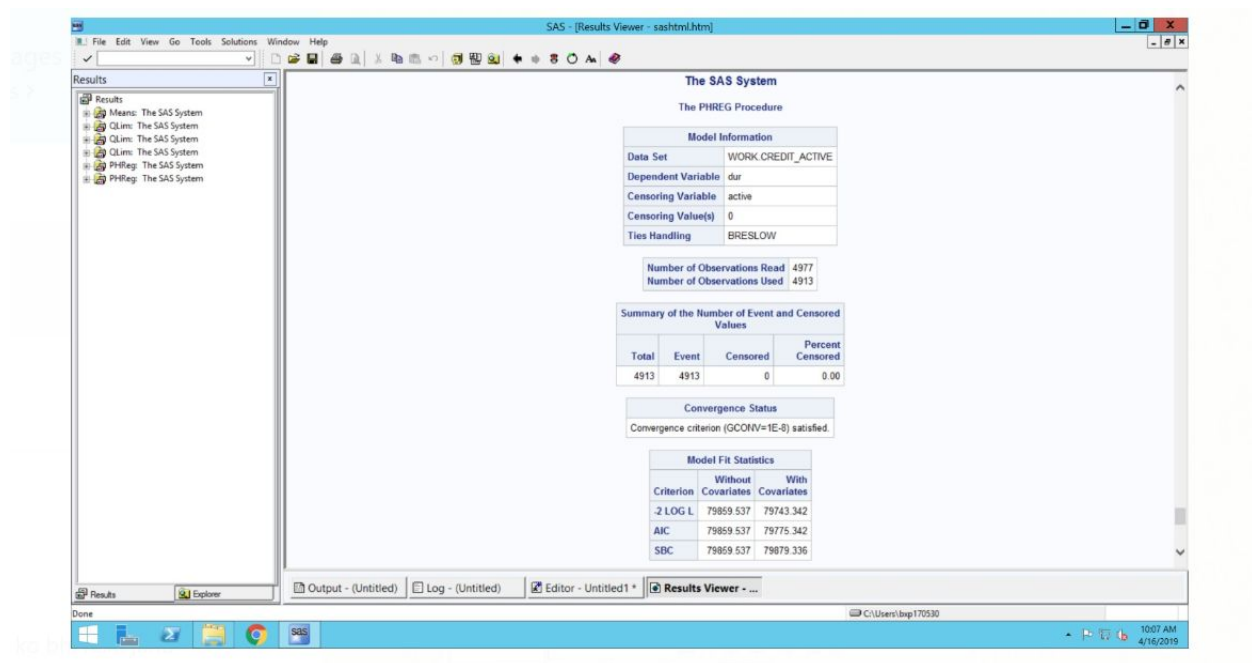 SAS - [Results Viewer - sashtml.htm]
File Edit View Go Tools Solutions Window Help
Results
Results
Means: The SAS System
QLim: The SAS System
QLim: The SAS System
QLim: The SAS System
PHReg: The SAS System
PHReg: The SAS System
The SAS System
The PHREG Procedure
Model Information
Data Set WORK.CREDIT_ACTIVE
Dependent Variable dur
Censoring Variable active
Censoring Value(s) 0
Ties Handling BRESLOW
Number of Observations Read 4977
Number of Observations Used 4913
Summary of the Number of Event and Censored
Values
Total Event Censored Percent Censored
4913 4913 0 0.00
Convergence Status
Convergence criterion (GCONV=1E-8) satisfied.
Model Fit Statistics
Criterion Without Covariates With Covariates
-2 LOG L 79859.537 79743.342
AIC 79859.537 79775.342
SBC 79859.537 79879.336
Results Explorer
Output - (Untitled) Log - (Untitled) Editor - Untitled1 * Results Viewer - ...
Done C:\Users\bxp170530
sas
10:07 AM
4/16/2019